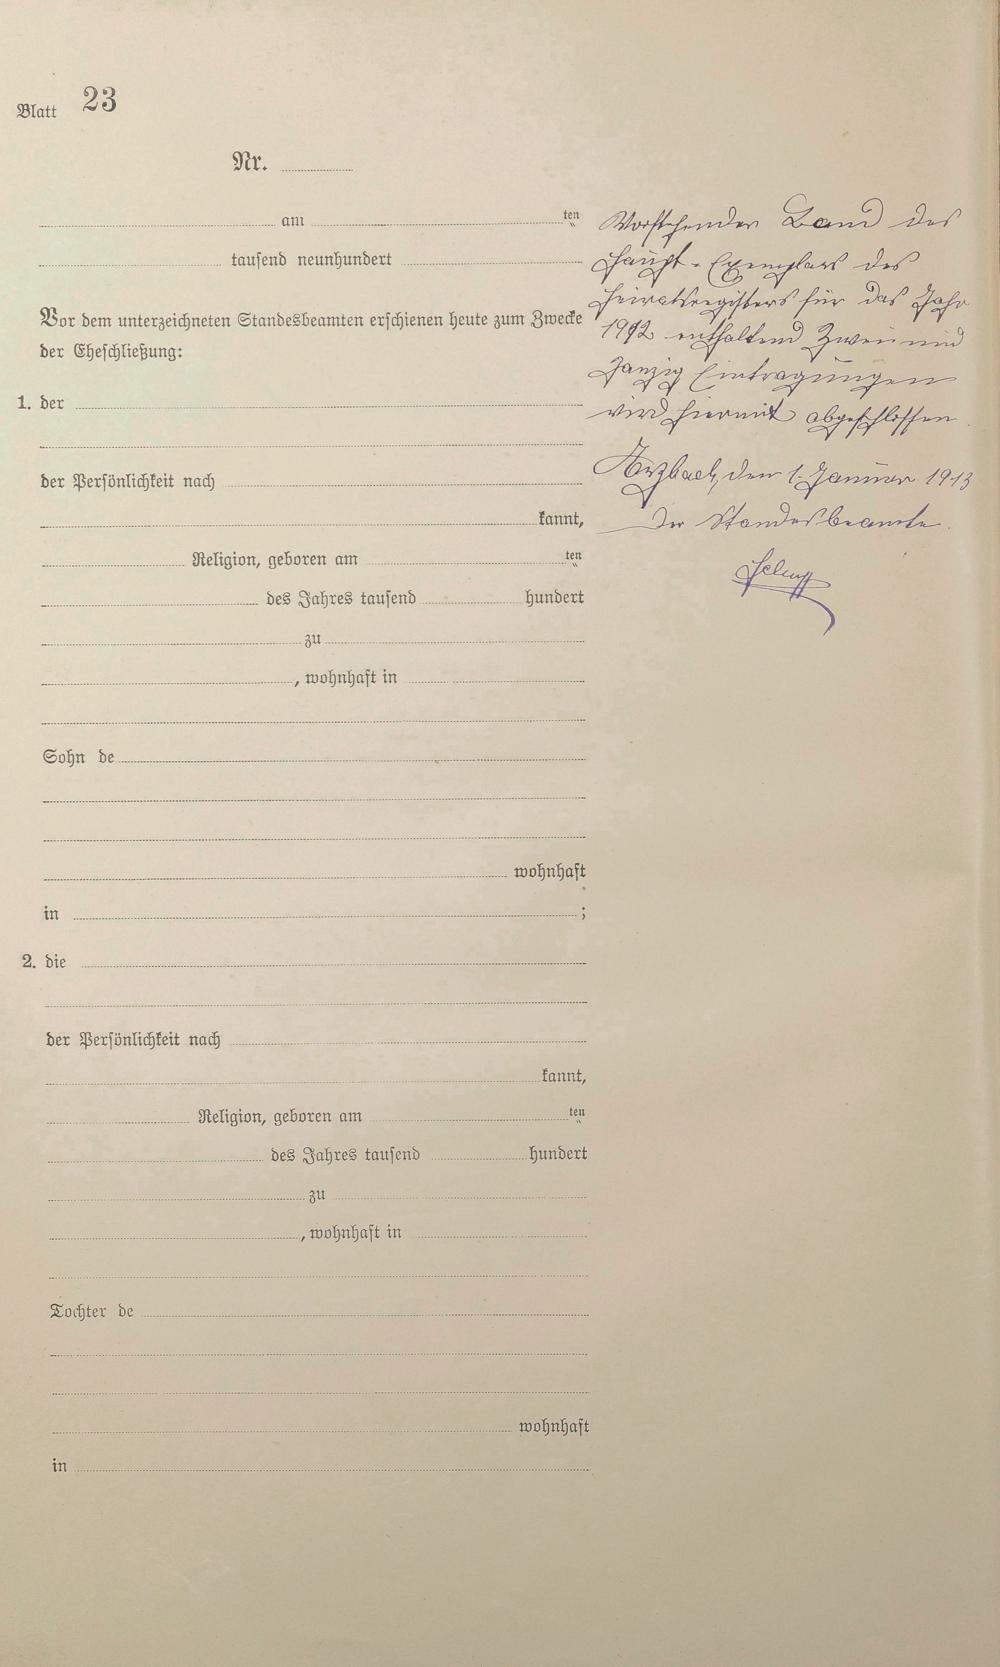 Blatt 23
Nr.
am ten
tausend neunhundert
Vor dem unterzeichneten Standesbeamten erschienen heute zum Zwecke
der Eheschließung:
1. der
der Persönlichkeit nach
kannt,
Religion, geboren am ten
des Jahres tausend hundert
zu
, wohnhaft in
Sohn de
wohnhaft
in ;
2. die
der Persönlichkeit nach
kannt,
Religion, geboren am ten
des Jahres tausend hundert
zu
, wohnhaft in
Tochter de
wohnhaft
in
Vorstehender Band des
Haupt-Exemplars des
Heiratsregisters für das Jahr
1912 enthaltend Zwei und
Zanzig Eintragungen
wird hiermit abgeschlossen.
Arzbach, den 1. Januar 1913
Der Standesbeamte.